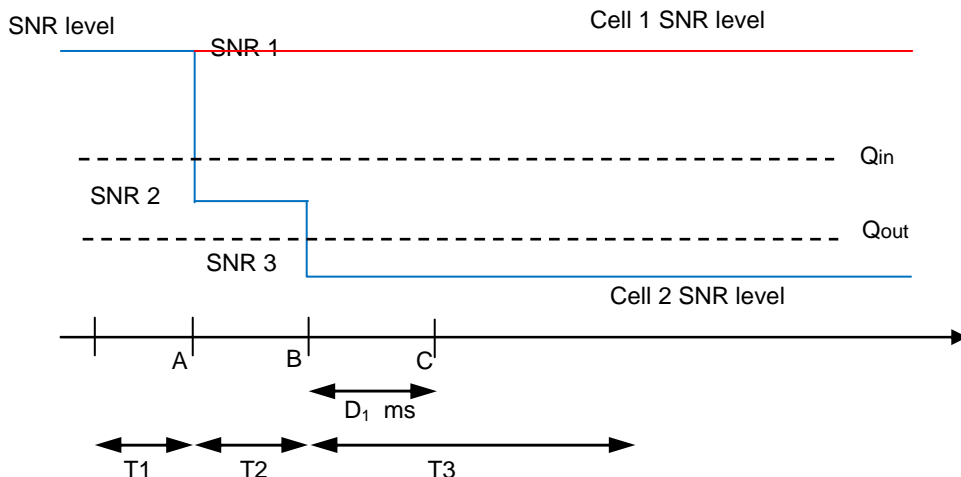 SNR level
Cell 1 SNR level
SNR 1
Qin
SNR 2
Qout
SNR 3
Cell 2 SNR level
A
B
C
D1 ms
T1
T2
T3